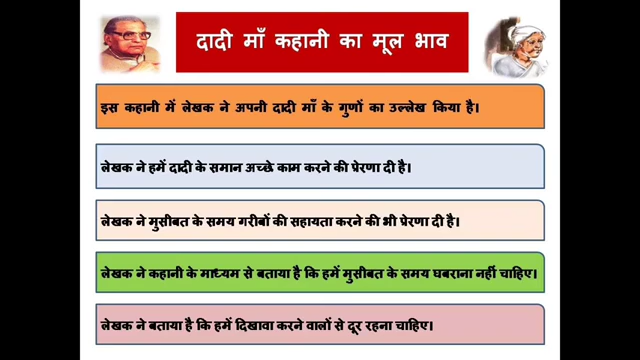 दादी माँ कहानी का मूल भाव
इस कहानी में लेखक ने अपनी दादी माँ के गुणों का उल्लेख किया है।
लेखक ने हमें दादी के समान अच्छे काम करने की प्रेरणा दी है।
लेखक ने मुसीबत के समय गरीबों की सहायता करने की भी प्रेरणा दी है।
लेखक ने कहानी के माध्यम से बताया है कि हमें मुसीबत के समय घबराना नहीं चाहिए।
लेखक ने बताया है कि हमें दिखावा करने वालों से दूर रहना चाहिए।